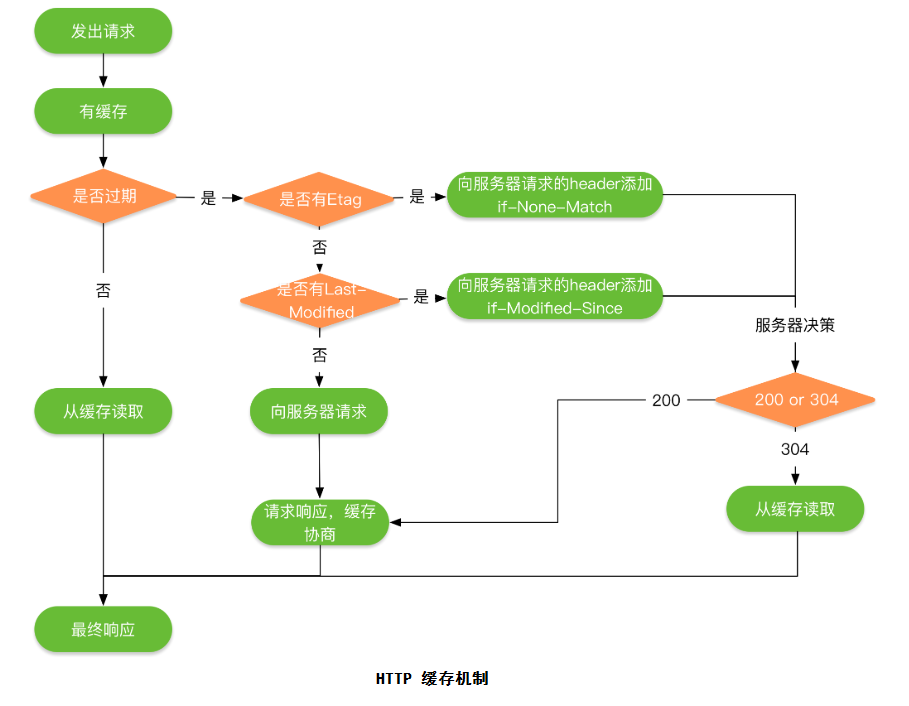 发出请求
有缓存
是否过期
是
是否有Etag
是
向服务器请求的header添加
if-None-Match
否
否
是否有Last-
Modified
是
向服务器请求的header添加
if-Modified-Since
服务器决策
否
从缓存读取
向服务器请求
200
200 or 304
304
请求响应，缓存
协商
从缓存读取
最终响应
HTTP 缓存机制